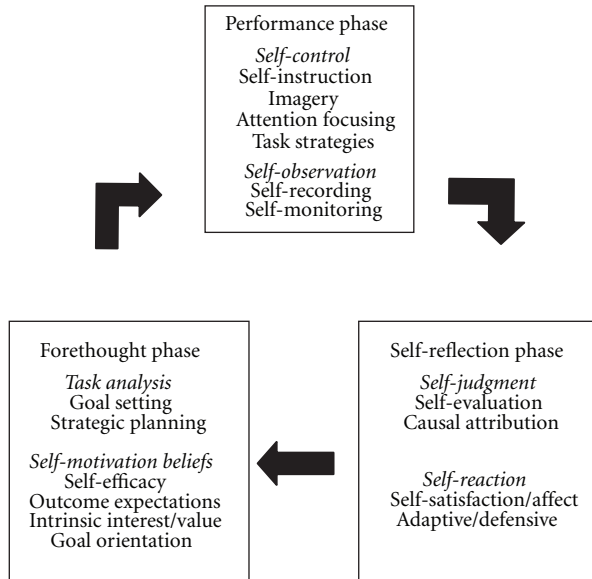 Performance phase
Self-control
Self-instruction
Imagery
Attention focusing
Task strategies
Self-observation
Self-recording
Self-monitoring
Forethought phase
Task analysis
Goal setting
Strategic planning
Self-motivation beliefs
Self-efficacy
Outcome expectations
Intrinsic interest/value
Goal orientation
Self-reflection phase
Self-judgment
Self-evaluation
Causal attribution
Self-reaction
Self-satisfaction/affect
Adaptive/defensive